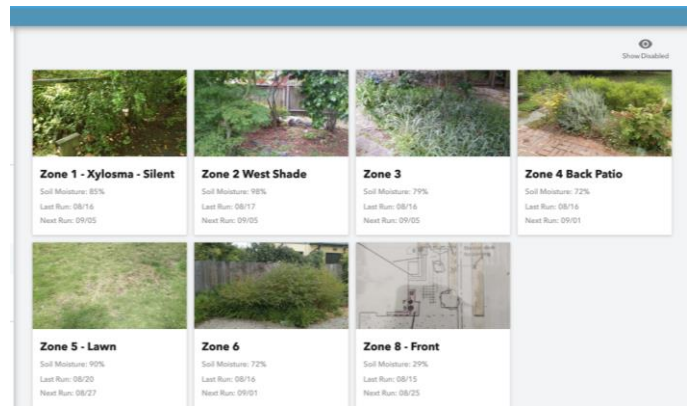 Show Disabled
Zone 1 - Xylosma - Silent
Soil Moisture: 85%
Last Run: 08/16
Next Run: 09/05
Zone 2 West Shade
Soil Moisture: 98%
Last Run: 08/17
Next Run: 09/05
Zone 3
Soil Moisture: 79%
Last Run: 08/16
Next Run: 09/05
Zone 4 Back Patio
Soil Moisture: 72%
Last Run: 08/16
Next Run: 09/01
Zone 5 - Lawn
Soil Moisture: 90%
Last Run: 08/20
Next Run: 08/27
Zone 6
Soil Moisture: 72%
Last Run: 08/16
Next Run: 09/01
Zone 8 - Front
Soil Moisture: 29%
Last Run: 08/15
Next Run: 08/25